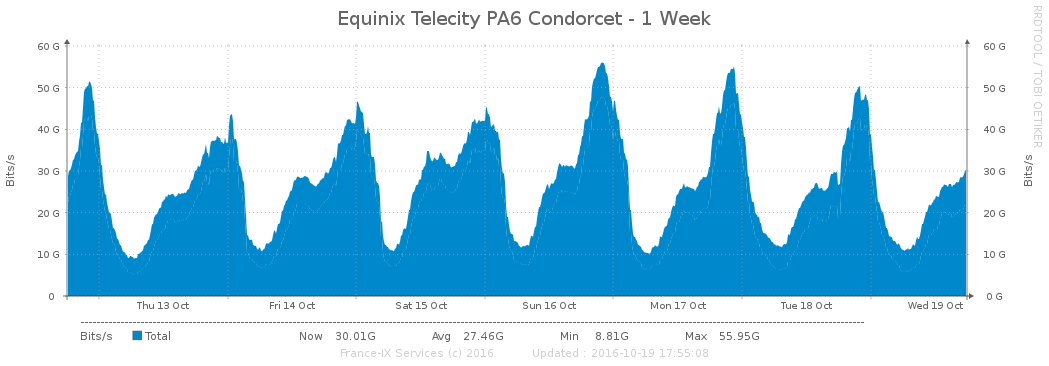 Equinix Telecity PA6 Condorcet - 1 Week
RRDTOOL / TOBI OETIKER
Bits/s
60 G
50 G
40 G
30 G
20 G
10 G
0
60 G
50 G
40 G
30 G
20 G
10 G
0 G
Bits/s
Thu 13 Oct Fri 14 Oct Sat 15 Oct Sun 16 Oct Mon 17 Oct Tue 18 Oct Wed 19 Oct
Bits/s Total Now 30.01G Avg 27.46G Min 8.81G Max 55.95G
France-IX Services (c) 2016 Updated : 2016-10-19 17:55:08